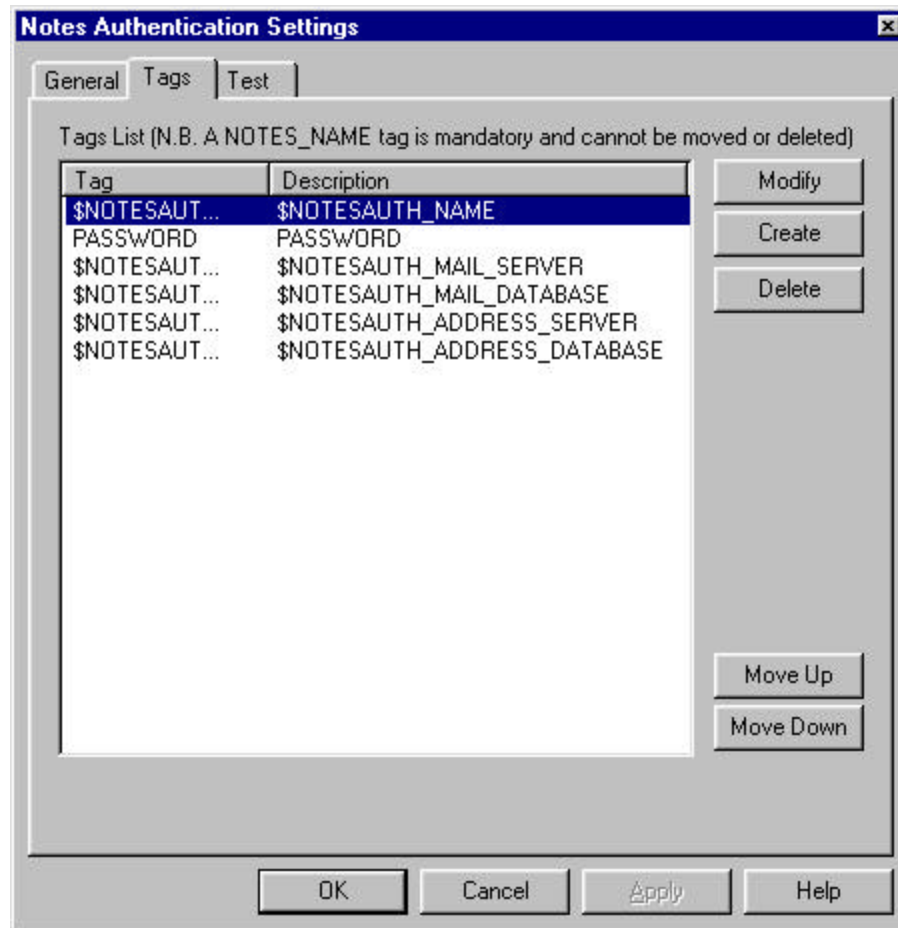 Notes Authentication Settings
General Tags Test
Tags List (N.B. A NOTES_NAME tag is mandatory and cannot be moved or deleted)
Tag Description
$NOTESAUT... $NOTESAUTH_NAME
PASSWORD PASSWORD
$NOTESAUT... $NOTESAUTH_MAIL_SERVER
$NOTESAUT... $NOTESAUTH_MAIL_DATABASE
$NOTESAUT... $NOTESAUTH_ADDRESS_SERVER
$NOTESAUT... $NOTESAUTH_ADDRESS_DATABASE
Modify
Create
Delete
Move Up
Move Down
OK Cancel Apply Help